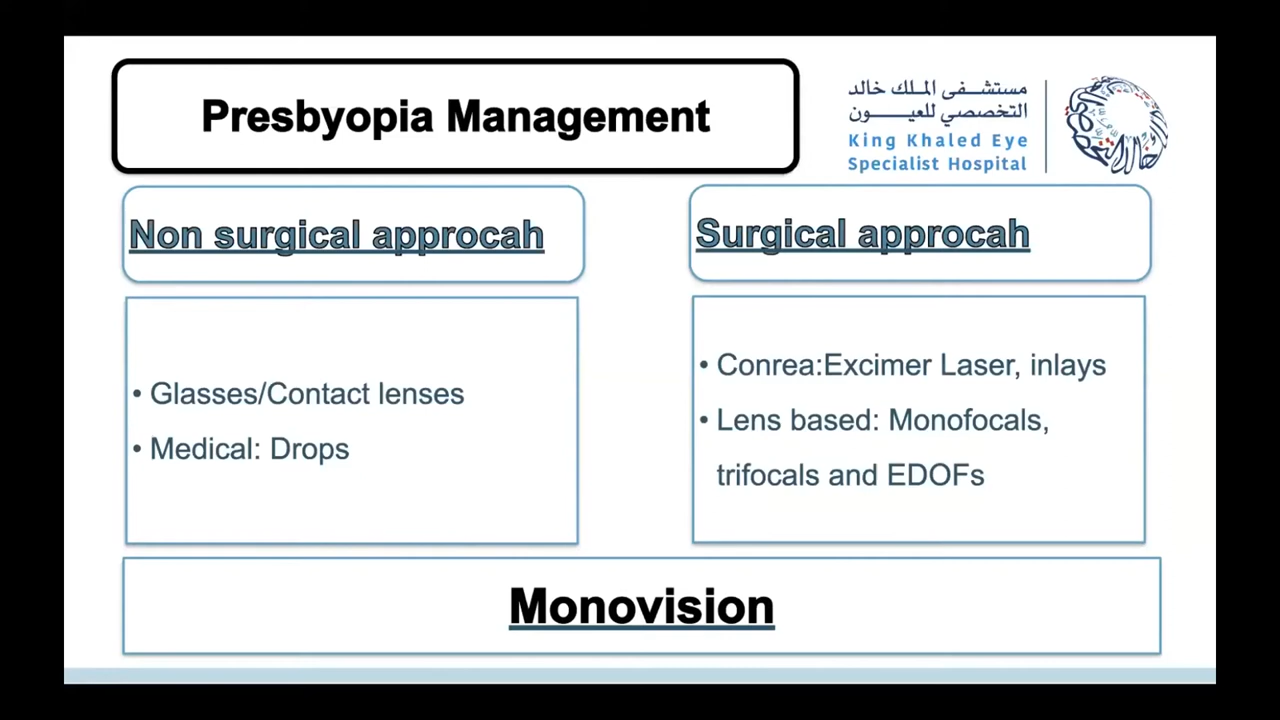 Presbyopia Management
مستشفى الملك خالد
التخصصي للعيون
King Khaled Eye
Specialist Hospital
Non surgical approcah
• Glasses/Contact lenses
• Medical: Drops
Surgical approcah
• Conrea:Excimer Laser, inlays
• Lens based: Monofocals,
trifocals and EDOFs
Monovision